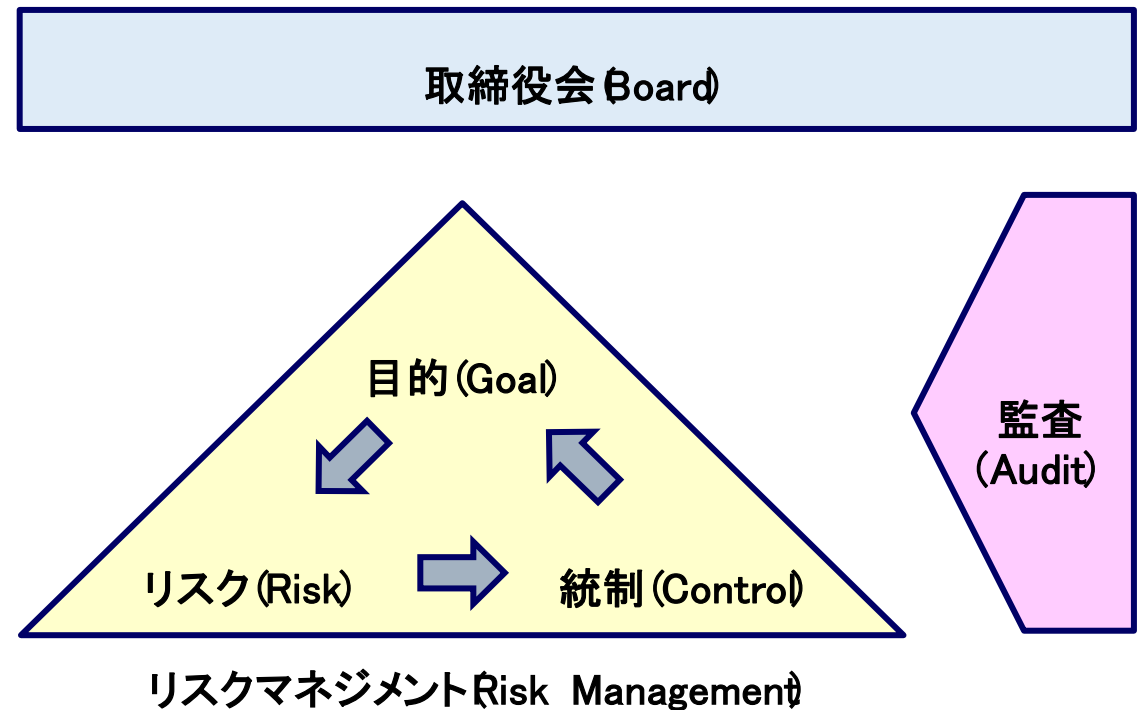 取締役会(Board)
目的(Goal)
監査
(Audit)
リスク(Risk)
統制(Control)
リスクマネジメント(Risk Management)